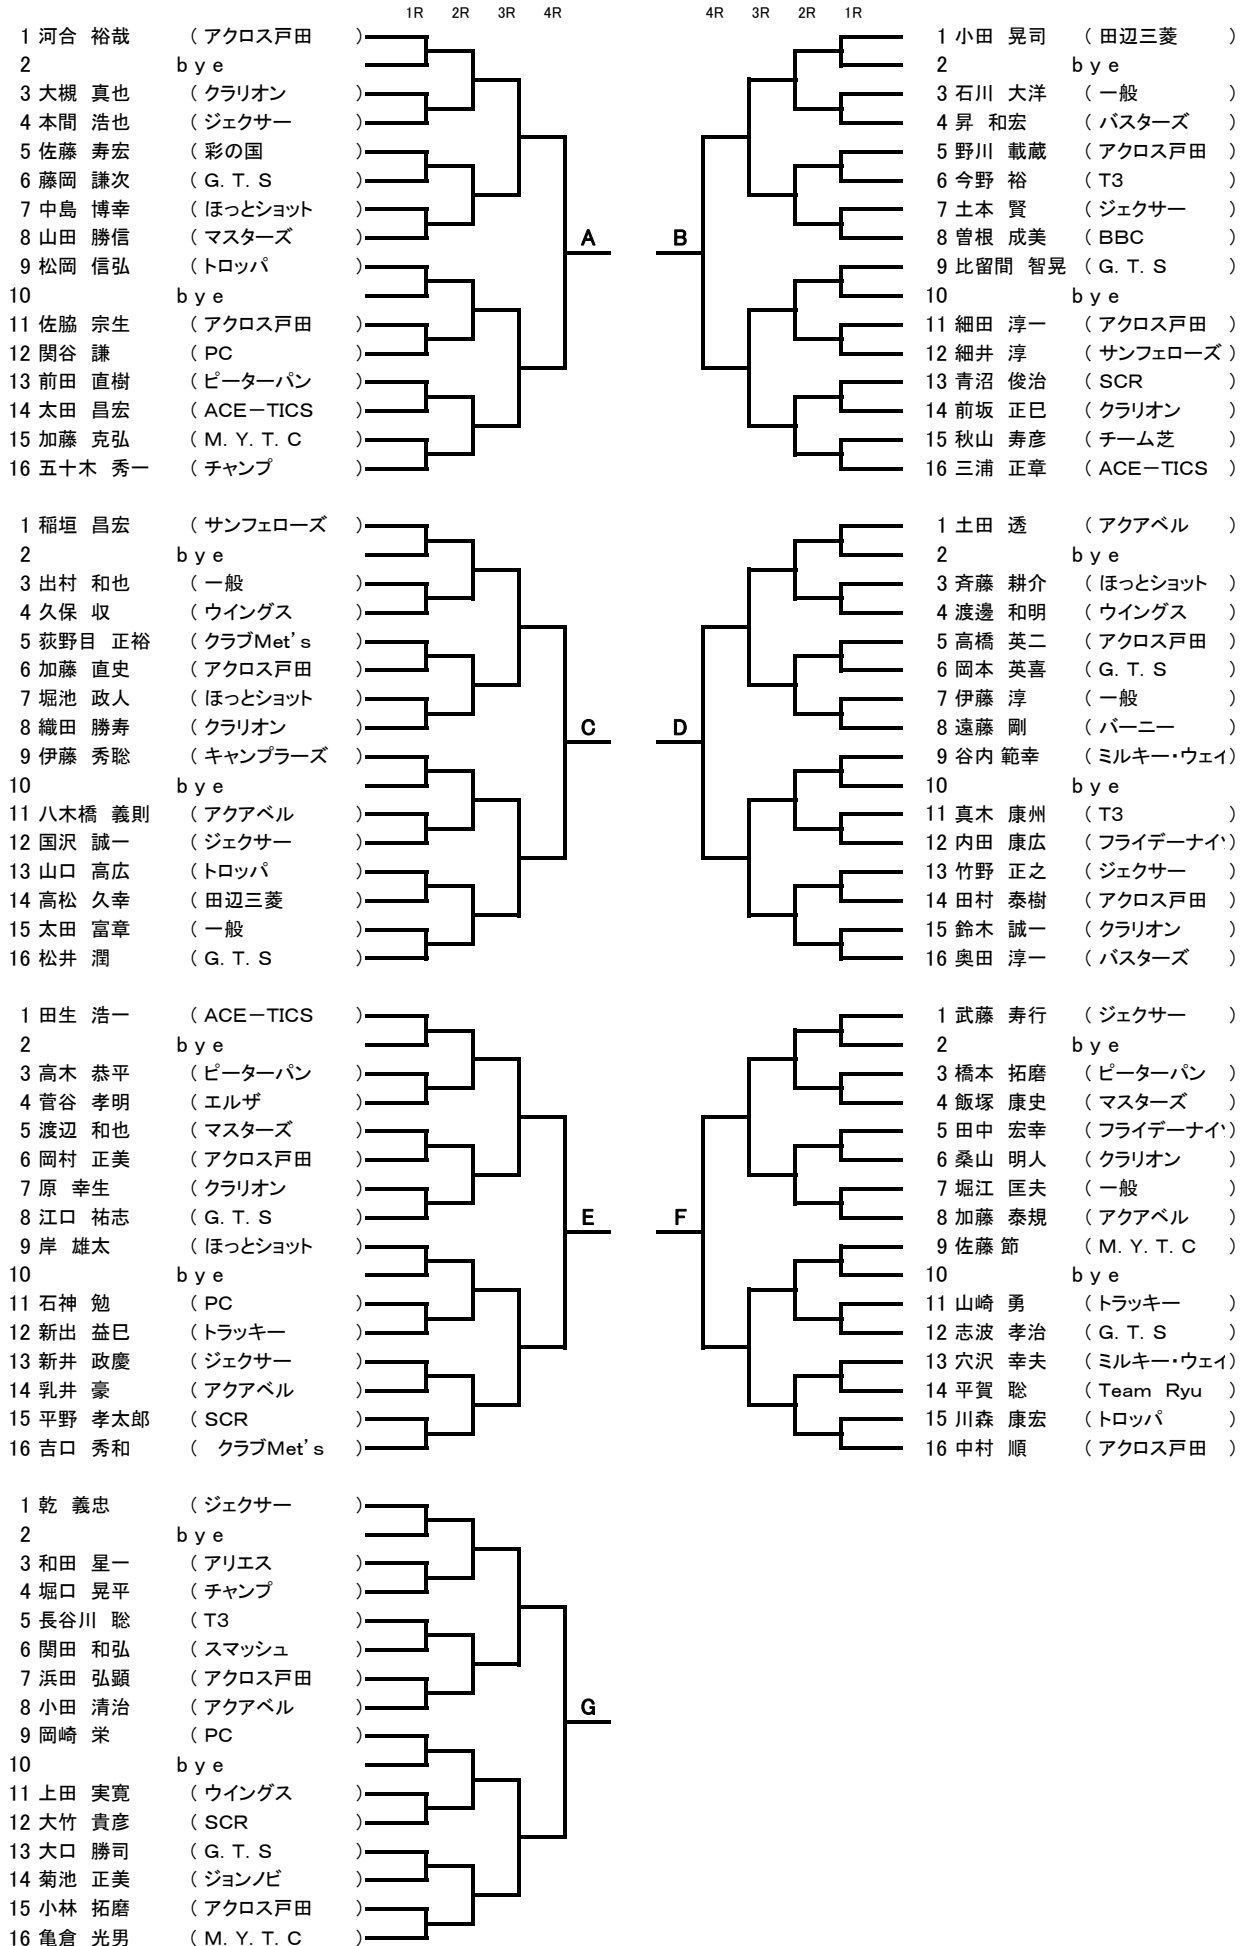 1R 2R 3R 4R
1 河合 裕哉 ( アクロス戸田 )
2 bye
3 大槻 真也 ( クラリオン )
4 本間 浩也 ( ジェクサー )
5 佐藤 寿宏 ( 彩の国 )
6 藤岡 謙次 ( G.T.S )
7 中島 博幸 ( ほっとショット )
8 山田 勝信 ( マスターズ )
A
9 松岡 信弘 ( トロッパ )
10 bye
11 佐脇 宗生 ( アクロス戸田 )
12 関谷 謙 ( PC )
13 前田 直樹 ( ピーターパン )
14 太田 昌宏 ( ACE-TICS )
15 加藤 克弘 ( M.Y.T.C )
16 五十木 秀一 ( チャンプ )
4R 3R 2R 1R
1 小田 晃司 ( 田辺三菱 )
2 bye
3 石川 大洋 ( 一般 )
4 昇 和宏 ( バスターズ )
5 野川 載蔵 ( アクロス戸田 )
6 今野 裕 ( T3 )
7 土本 賢 ( ジェクサー )
8 曽根 成美 ( BBC )
B
9 比留間 智晃 ( G.T.S )
10 bye
11 細田 淳一 ( アクロス戸田 )
12 細井 淳 ( サンフェローズ )
13 青沼 俊治 ( SCR )
14 前坂 正巳 ( クラリオン )
15 秋山 寿彦 ( チーム芝 )
16 三浦 正章 ( ACE-TICS )
1 稲垣 昌宏 ( サンフェローズ )
2 bye
3 出村 和也 ( 一般 )
4 久保 収 ( ウイングス )
5 荻野目 正裕 ( クラブMet's )
6 加藤 直史 ( アクロス戸田 )
7 堀池 政人 ( ほっとショット )
8 織田 勝寿 ( クラリオン )
C
9 伊藤 秀聡 ( キャンプラーズ )
10 bye
11 八木橋 義則 ( アクアベル )
12 国沢 誠一 ( ジェクサー )
13 山口 高広 ( トロッパ )
14 高松 久幸 ( 田辺三菱 )
15 太田 富章 ( 一般 )
16 松井 潤 ( G.T.S )
1 土田 透 ( アクアベル )
2 bye
3 斉藤 耕介 ( ほっとショット )
4 渡邊 和明 ( ウイングス )
5 高橋 英二 ( アクロス戸田 )
6 岡本 英喜 ( G.T.S )
7 伊藤 淳 ( 一般 )
8 遠藤 剛 ( バーニー )
D
9 谷内 範幸 ( ミルキー・ウェイ )
10 bye
11 真木 康州 ( T3 )
12 内田 康広 ( フライデーナイ )
13 竹野 正之 ( ジェクサー )
14 田村 泰樹 ( アクロス戸田 )
15 鈴木 誠一 ( クラリオン )
16 奥田 淳一 ( バスターズ )
1 田生 浩一 ( ACE-TICS )
2 bye
3 高木 恭平 ( ピーターパン )
4 菅谷 孝明 ( エルザ )
5 渡辺 和也 ( マスターズ )
6 岡村 正美 ( アクロス戸田 )
7 原 幸生 ( クラリオン )
8 江口 祐志 ( G.T.S )
E
9 岸 雄太 ( ほっとショット )
10 bye
11 石神 勉 ( PC )
12 新出 益巳 ( トラッキー )
13 新井 政慶 ( ジェクサー )
14 乳井 豪 ( アクアベル )
15 平野 孝太郎 ( SCR )
16 吉口 秀和 ( クラブMet's )
1 武藤 寿行 ( ジェクサー )
2 bye
3 橋本 拓磨 ( ピーターパン )
4 飯塚 康史 ( マスターズ )
5 田中 宏幸 ( フライデーナイ )
6 桑山 明人 ( クラリオン )
7 堀江 匡夫 ( 一般 )
8 加藤 泰規 ( アクアベル )
F
9 佐藤 節 ( M.Y.T.C )
10 bye
11 山崎 勇 ( トラッキー )
12 志波 孝治 ( G.T.S )
13 穴沢 幸夫 ( ミルキー・ウェイ )
14 平賀 聡 ( Team Ryu )
15 川森 康宏 ( トロッパ )
16 中村 順 ( アクロス戸田 )
1 乾 義忠 ( ジェクサー )
2 bye
3 和田 星一 ( アリエス )
4 堀口 晃平 ( チャンプ )
5 長谷川 聡 ( T3 )
6 関田 和弘 ( スマッシュ )
7 浜田 弘顕 ( アクロス戸田 )
8 小田 清治 ( アクアベル )
G
9 岡崎 栄 ( PC )
10 bye
11 上田 実寛 ( ウイングス )
12 大竹 貴彦 ( SCR )
13 大口 勝司 ( G.T.S )
14 菊池 正美 ( ジョンノビ )
15 小林 拓磨 ( アクロス戸田 )
16 亀倉 光男 ( M.Y.T.C )